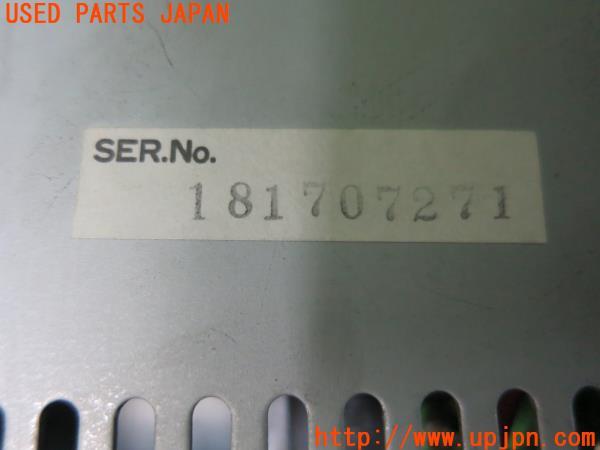 USED PARTS JAPAN
SER.No.
181707271
http://www.upjpn.com